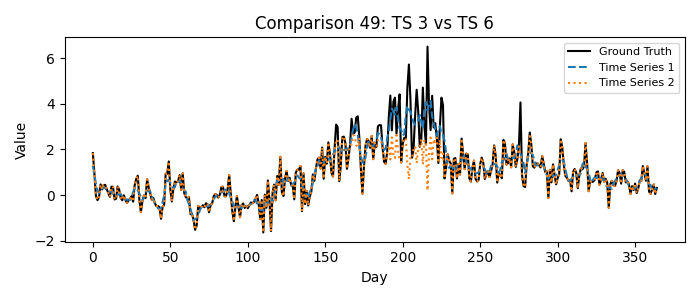 Comparison 49: TS 3 vs TS 6
Value
6
4
2
0
−2
Ground Truth
Time Series 1
Time Series 2
0 50 100 150 200 250 300 350
Day